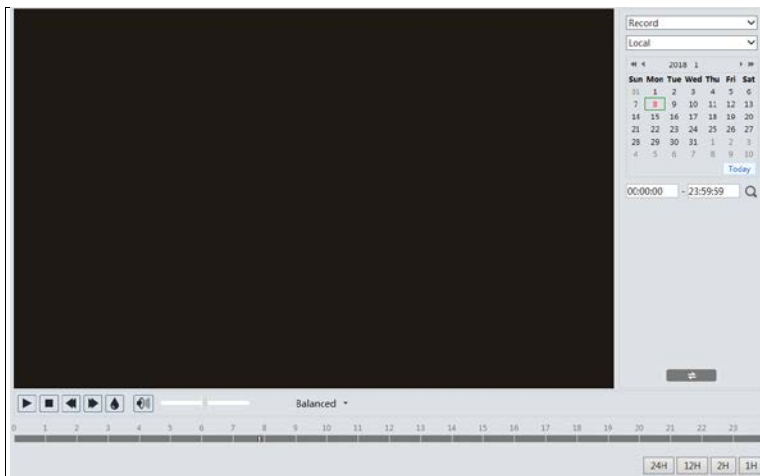 Record
Local
2018 1
Sun Mon Tue Wed Thu Fri Sat
31 1 2 3 4 5 6
7 8 9 10 11 12 13
14 15 16 17 18 19 20
21 22 23 24 25 26 27
28 29 30 31 1 2 3
4 5 6 7 8 9 10
Today
00:00:00 - 23:59:59
Balanced
0 1 2 3 4 5 6 7 8 9 10 11 12 13 14 15 16 17 18 19 20 21 22 23
24H 12H 2H 1H